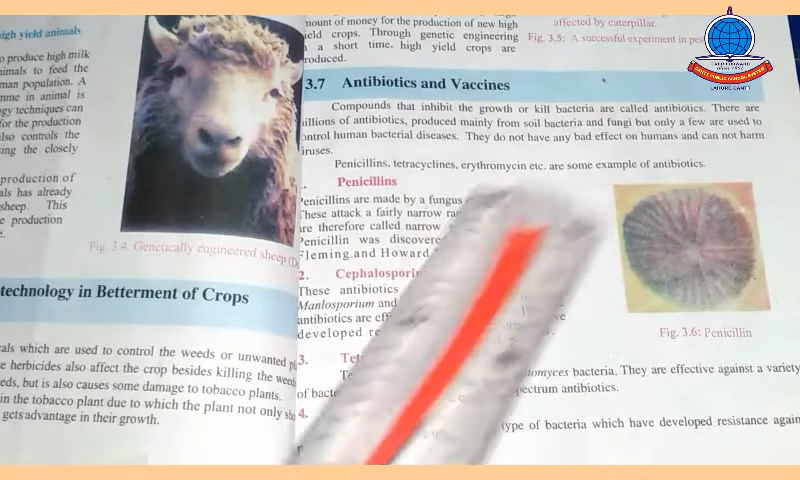 high yield animals
o produce high milk
imals to feed the
man population. A
mme in animal is
gy techniques can
for the production
also controls the
ing the closely
production of
als has already
sheep. This
e production
e.
Fig. 3.4: Genetically engineered sheep
technology in Betterment of Crops
als which are used to control the weeds or unwanted
e herbicides also affect the crop besides killing the weed
eds, but is also causes some damage to tobacco plants.
in the tobacco plant due to which the plant not only
gets advantage in their growth.
mount of money for the production of new high
ield crops. Through genetic engineering
a short time, high yield crops are
roduced.
affected by caterpillar.
Fig. 3.5: A successful experiment in
3.7 Antibiotics and Vaccines
Compounds that inhibit the growth or kill bacteria are called antibiotics. There are
illions of antibiotics, produced mainly from soil bacteria and fungi but only a few are used to
ontrol human bacterial diseases. They do not have any bad effect on humans and can not harm
iruses.
Penicillins, tetracyclines, erythromycin etc. are some example of antibiotics.
Penicillins
Penicillins are made by a fungus
These attack a fairly narrow
are therefore called narrow
Penicillin was discovere
Fleming and Howard
2. Cephalospori
These antibiotics
Manlosporium and
antibiotics are eff
developed re
Fig. 3.6: Penicillin
3. Tet
omyces bacteria. They are effective against a variety
of bacte
pectrum antibiotics.
4.
type of bacteria which have developed resistance again
LAHORE CANTT